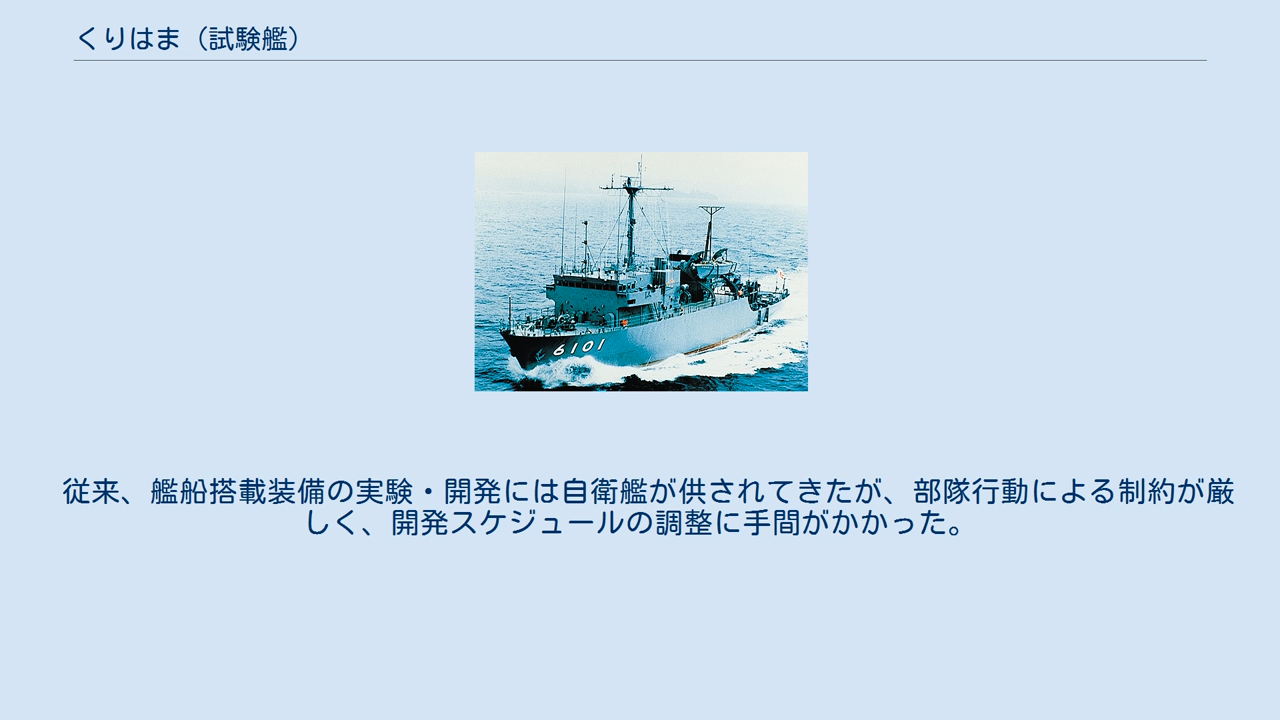 くりはま（試験艦）
6101
従来、艦船搭載装備の実験・開発には自衛艦が供されてきたが、部隊行動による制約が厳
しく、開発スケジュールの調整に手間がかかった。